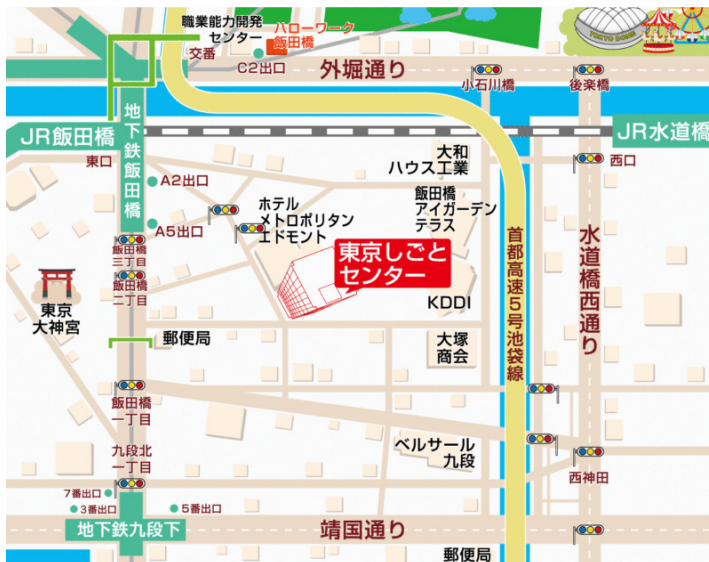 職業能力開発
センター
ハローワーク
飯田橋
交番
C2出口
外堀通り
TOKYO DOME
小石川橋
後楽橋
JR飯田橋
地下鉄飯田橋
JR水道橋
東口
西口
大和
ハウス工業
A2出口
ホテル
メトロポリタン
エドモント
飯田橋
アイガーデン
テラス
A5出口
飯田橋
三丁目
東京しごと
センター
首都高速5号池袋線
水道橋西通り
飯田橋
二丁目
東京
大神宮
KDDI
郵便局
大塚
商会
飯田橋
一丁目
九段北
一丁目
ベルサール
九段
西神田
7番出口
3番出口
5番出口
地下鉄九段下
靖国通り
郵便局